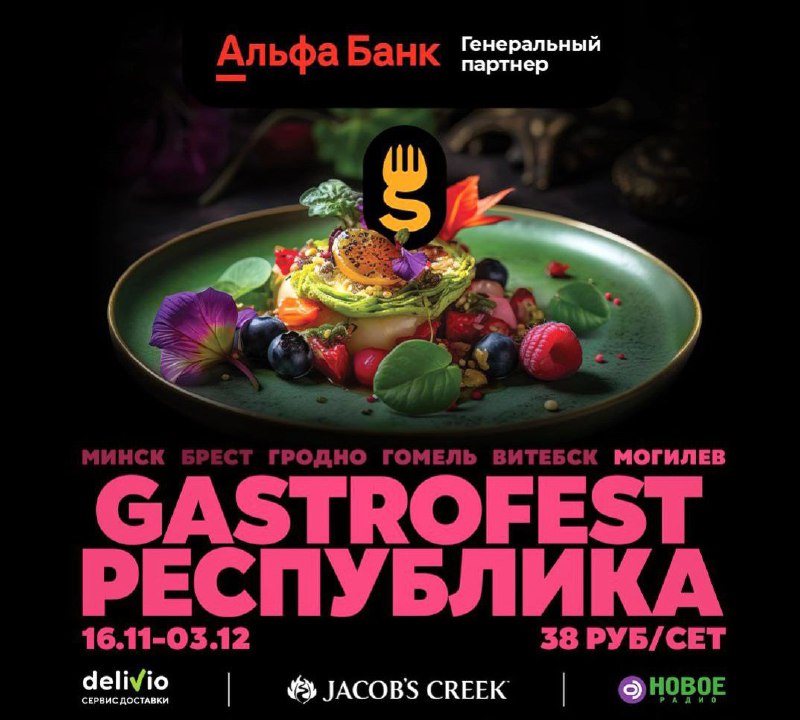 Альфа Банк
Генеральный
партнер
gs
МИНСК БРЕСТ ГРОДНО ГОМЕЛЬ ВИТЕБСК МОГИЛЕВ
GASTROFEST
РЕСПУБЛИКА
16.11-03.12
38 РУБ/СЕТ
delivio
СЕРВИС ДОСТАВКИ
JACOB'S CREEK
НОВОЕ
РАДИО